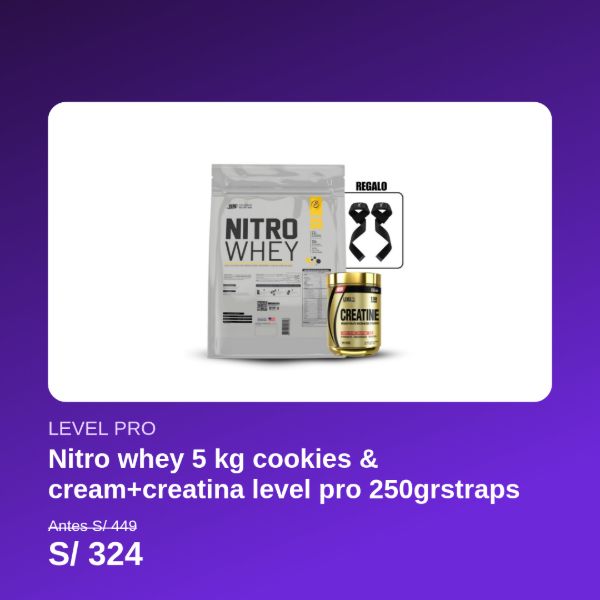 REGALO
NITRO
WHEY
CREATINE
LEVEL PRO
Nitro whey 5 kg cookies &
cream+creatina level pro 250grstraps
Antes S/ 449
S/ 324